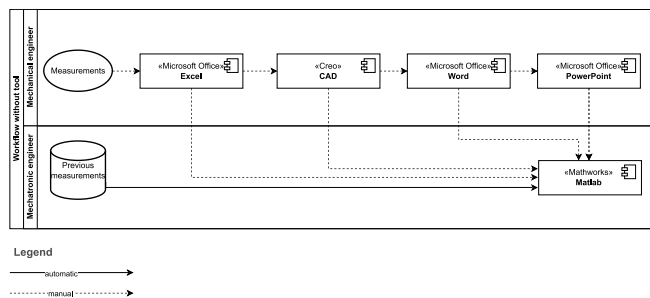 Workflow without tool
Mechanical engineer
Measurements
«Microsoft Office»
Excel
«Creo»
CAD
«Microsoft Office»
Word
«Microsoft Office»
PowerPoint
Mechatronic engineer
Previous
measurements
«Mathworks»
Matlab
Legend
automatic
manual